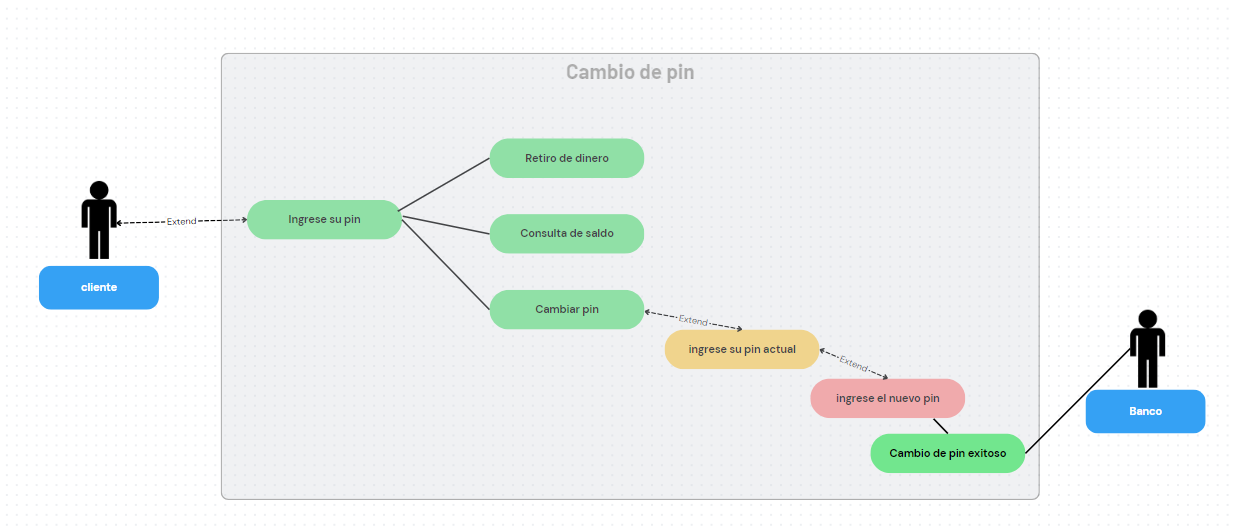 Cambio de pin
Retiro de dinero
Extend
Ingrese su pin
Consulta de saldo
cliente
Cambiar pin
Extend
ingrese su pin actual
Extend
ingrese el nuevo pin
Banco
Cambio de pin exitoso